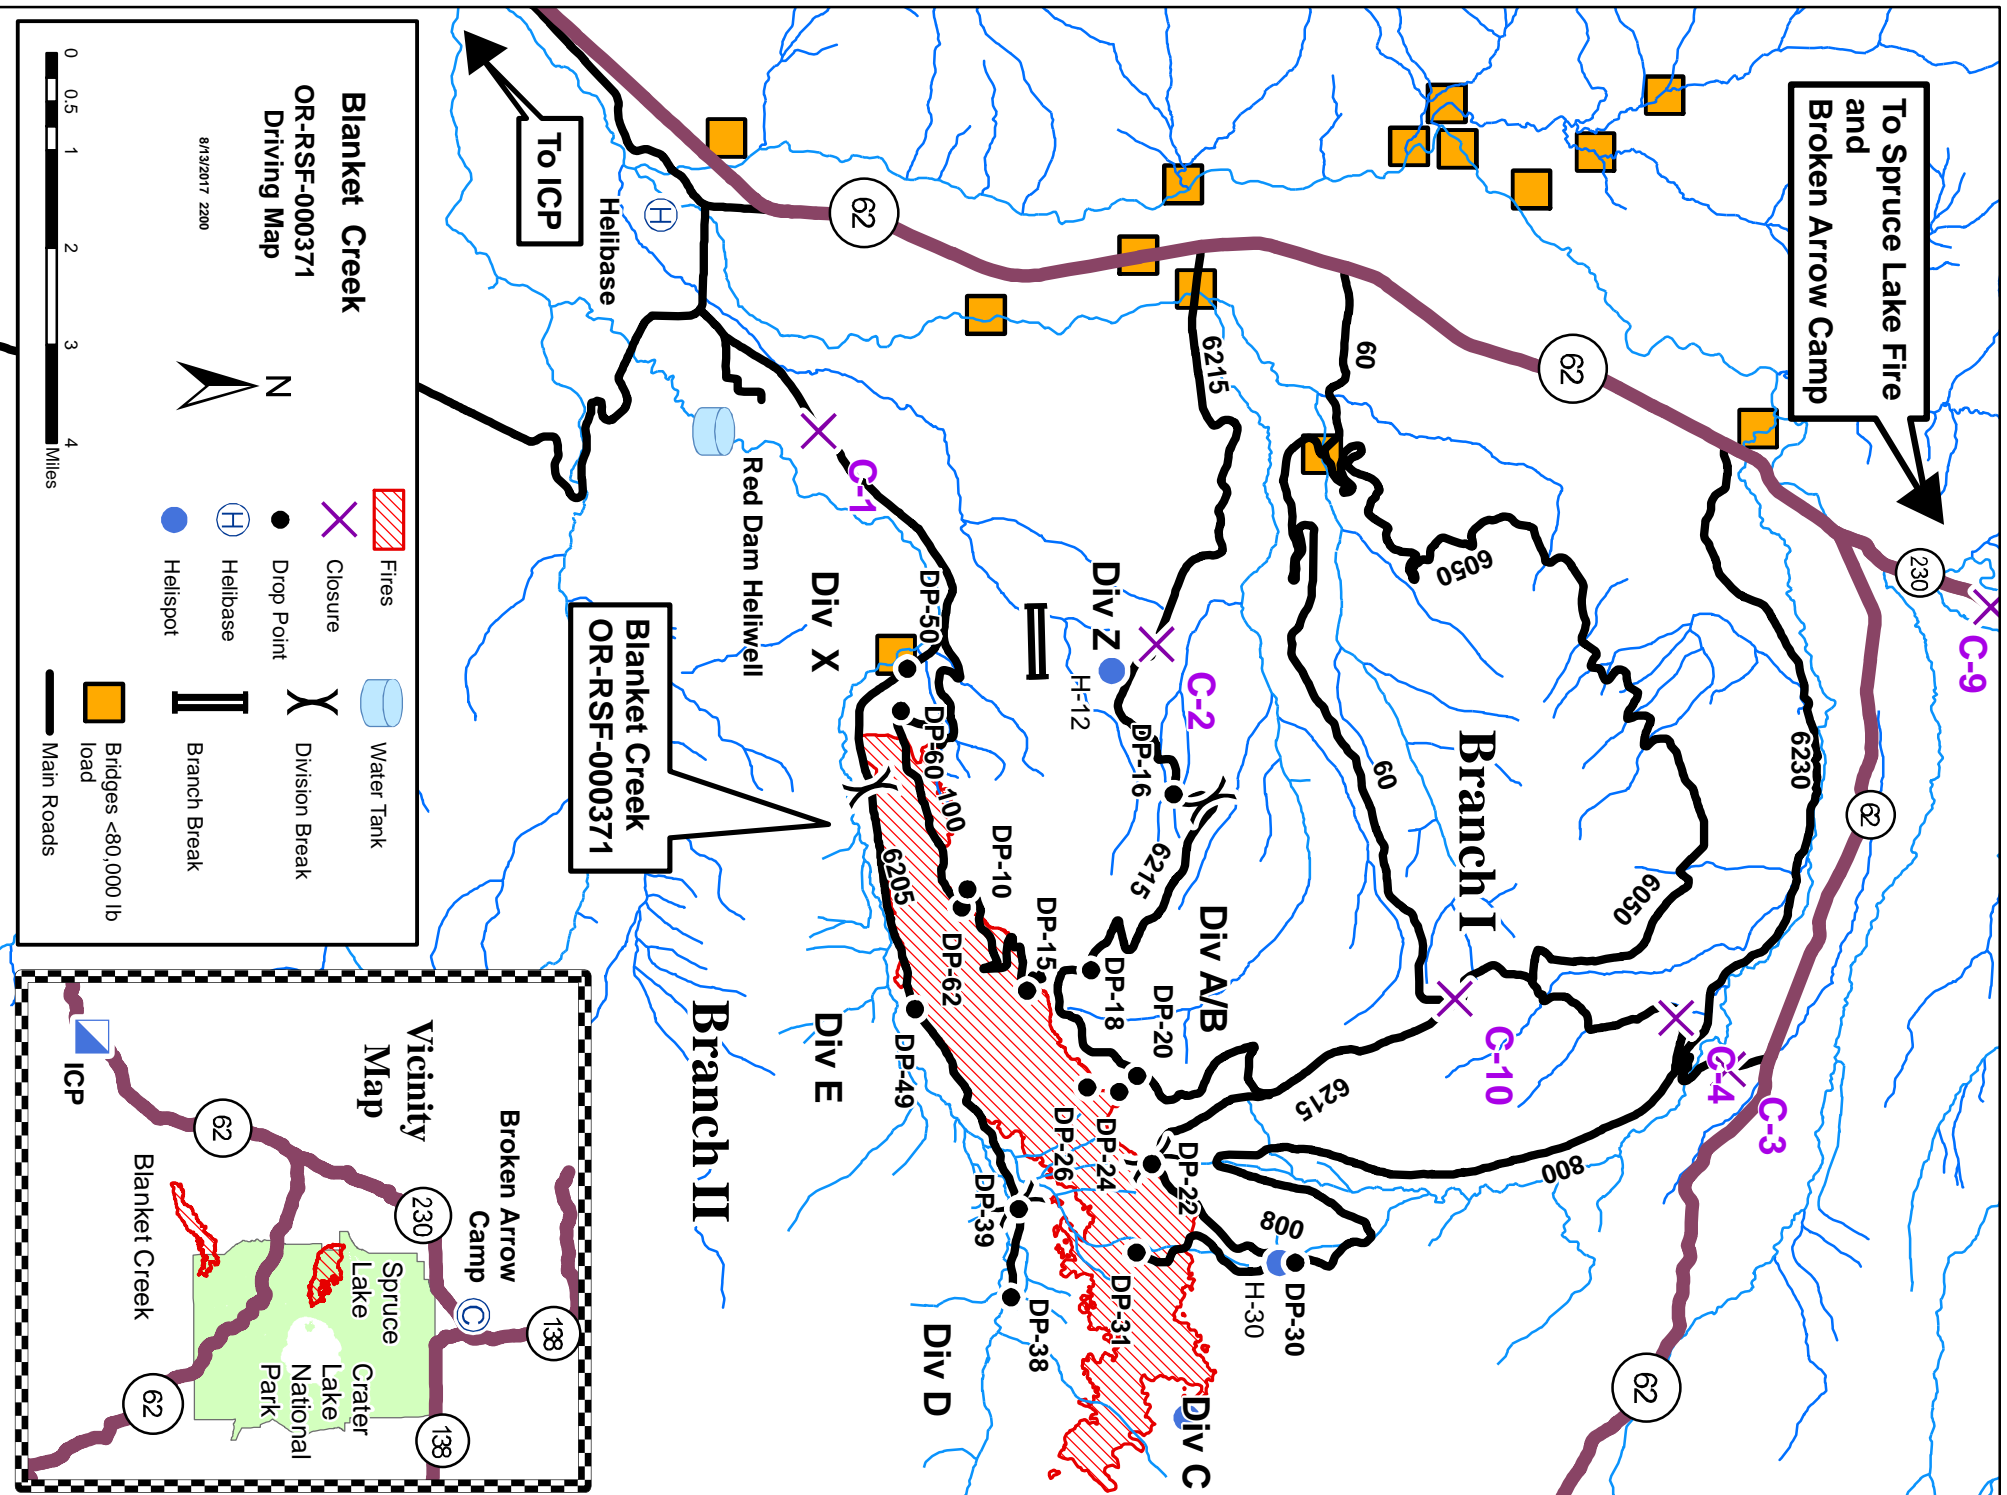 To Spruce Lake Fire
and
Broken Arrow Camp
C-9
230
62
62
62
62
60
6050
6050
6230
Branch I
60
6215
6215
6215
C-10
C-4
C-3
800
800
C-2
Div Z
H-12
DP-16
Div A/B
DP-18
DP-20
DP-22
DP-24
DP-26
DP-30
H-30
DP-31
Div C
To ICP
Helibase
H
Red Dam Heliwell
C-1
Div X
DP-50
DP-60
100
DP-10
DP-15
DP-62
6205
DP-49
DP-39
DP-38
Div E
Div D
Branch II
Blanket Creek
OR-RSF-000371
Blanket Creek
OR-RSF-000371
Driving Map
8/13/2017 2200
N
0 0.5 1 2 3 4
Miles
Fires
Closure
Drop Point
H
Helibase
Helispot
Water Tank
Division Break
Branch Break
Bridges <80,000 lb
load
Main Roads
Vicinity
Map
Broken Arrow
Camp
C
138
138
230
62
62
ICP
Blanket Creek
Spruce
Lake
Crater
Lake
National
Park